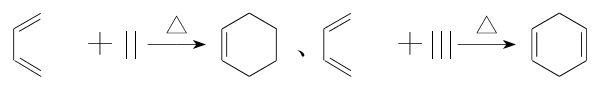 + △ 、 + △